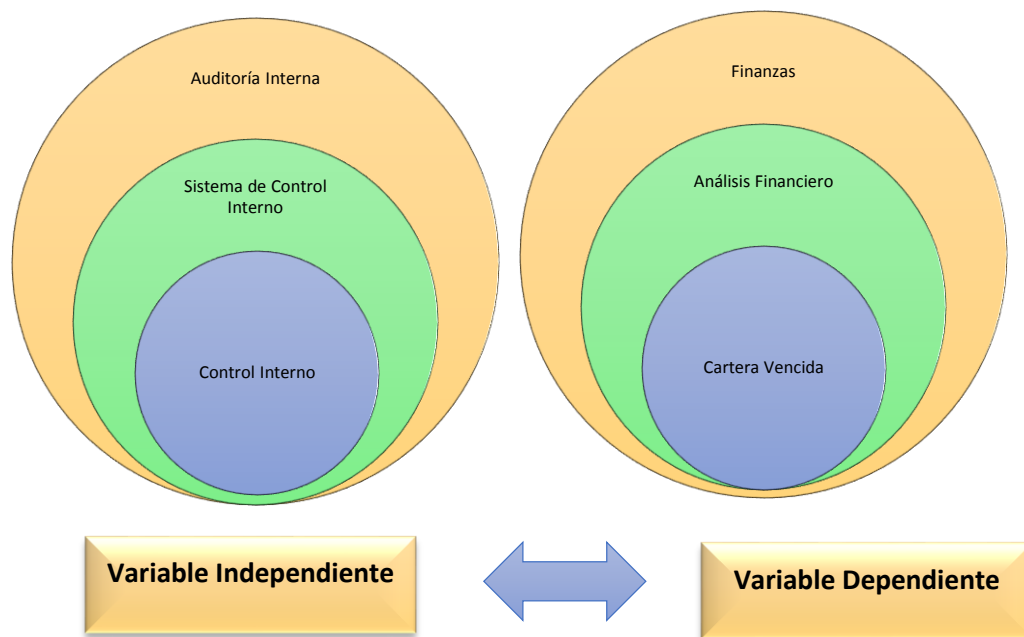 Auditoría Interna
Sistema de Control
Interno
Control Interno
Finanzas
Análisis Financiero
Cartera Vencida
Variable Independiente
Variable Dependiente